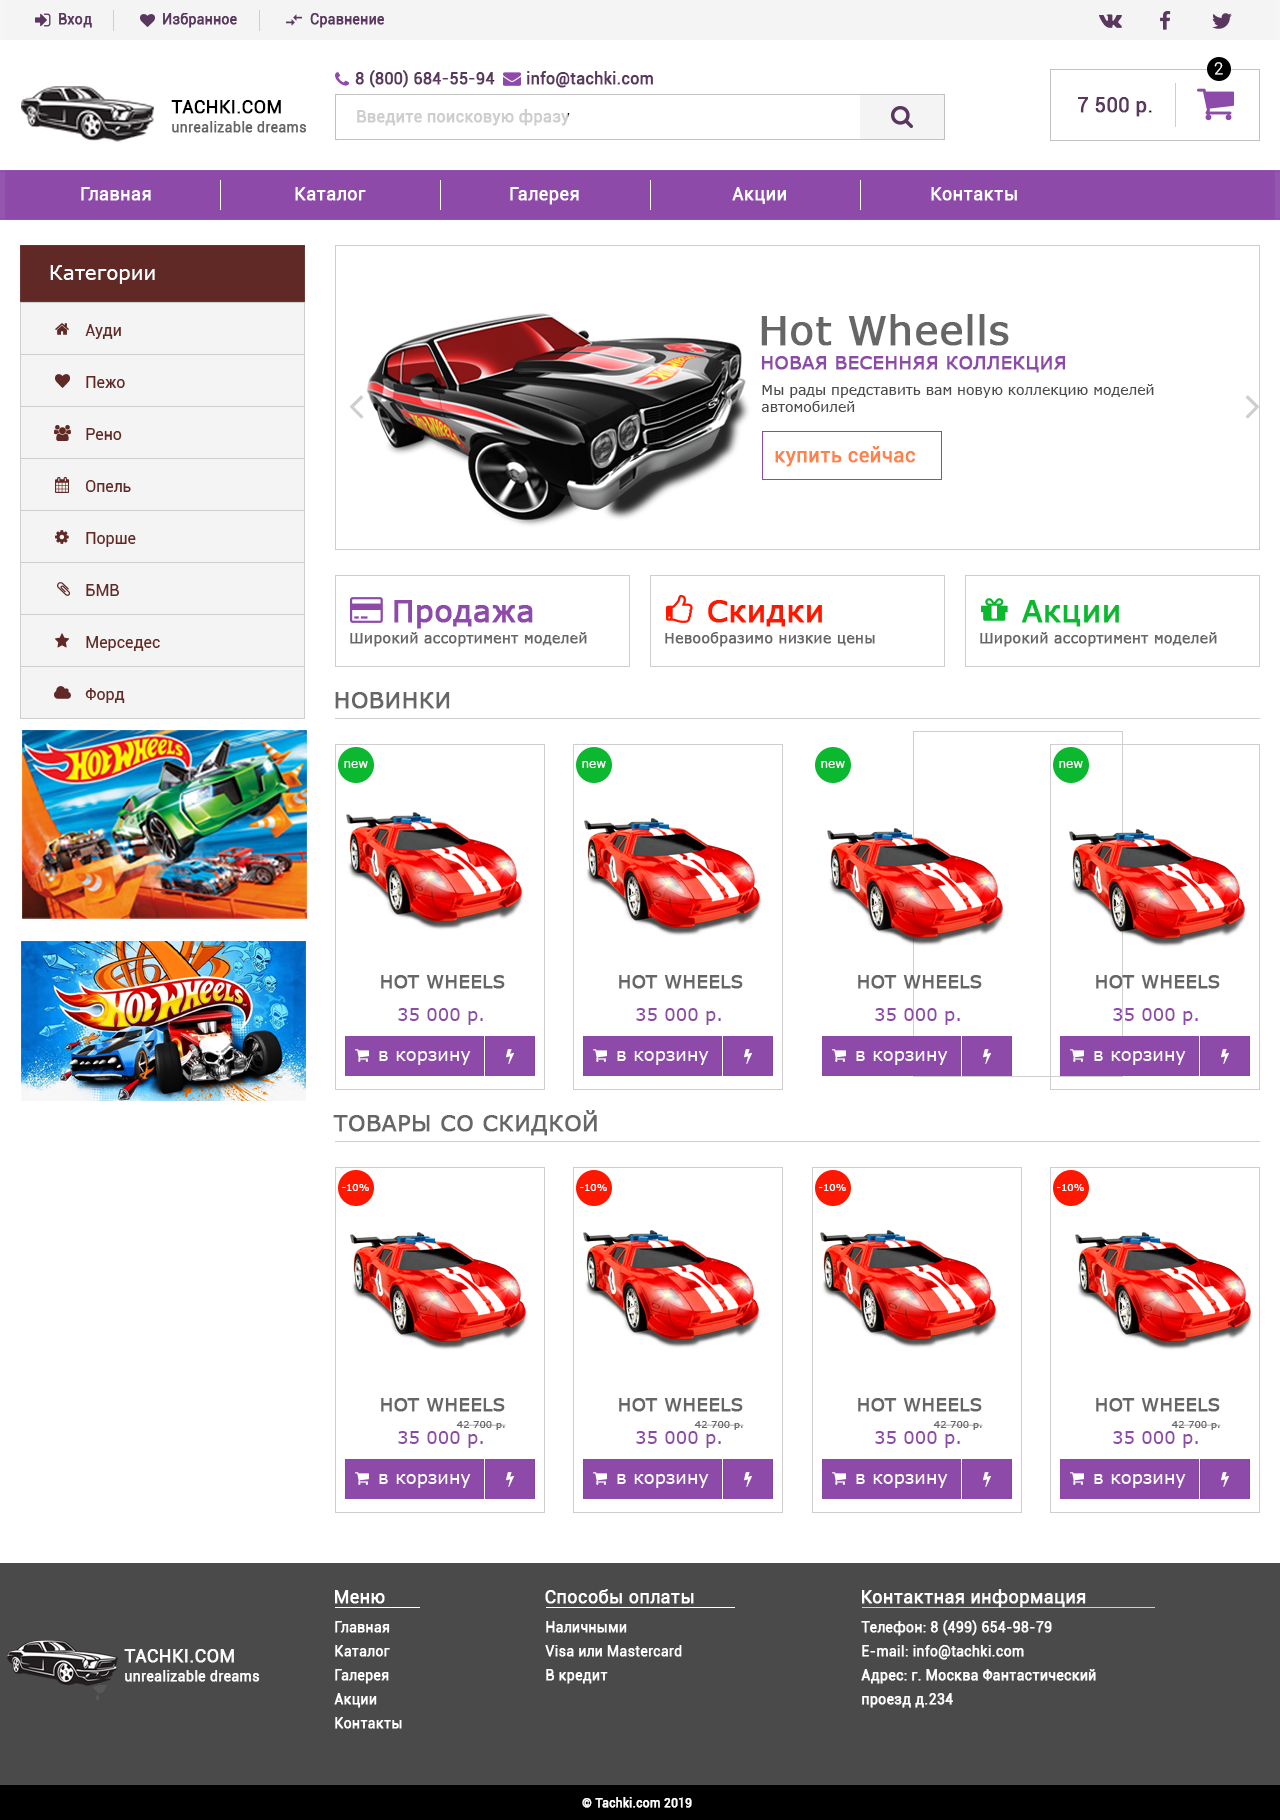 Вход
Избранное
Сравнение
8 (800) 684-55-94
info@tachki.com
2
TACHKI.COM
unrealizable dreams
Введите поисковую фразу
7 500 р.
Главная
Каталог
Галерея
Акции
Контакты
Категории
Ауди
Пежо
Рено
Опель
Порше
БМВ
Мерседес
Форд
HOT WHEELS
HOT WHEELS
Hot Wheells
НОВАЯ ВЕСЕННЯЯ КОЛЛЕКЦИЯ
Мы рады представить вам новую коллекцию моделей
автомобилей
купить сейчас
HOT WHEELS
Продажа
Широкий ассортимент моделей
Скидки
Невообразимо низкие цены
Акции
Широкий ассортимент моделей
НОВИНКИ
new
new
new
new
HOT WHEELS
HOT WHEELS
HOT WHEELS
HOT WHEELS
35 000 р.
35 000 р.
35 000 р.
35 000 р.
в корзину
в корзину
в корзину
в корзину
ТОВАРЫ СО СКИДКОЙ
-10%
-10%
-10%
-10%
HOT WHEELS
HOT WHEELS
HOT WHEELS
HOT WHEELS
42 700 р.
42 700 р.
42 700 р.
42 700 р.
35 000 р.
35 000 р.
35 000 р.
35 000 р.
в корзину
в корзину
в корзину
в корзину
TACHKI.COM
unrealizable dreams
Меню
Главная
Каталог
Галерея
Акции
Контакты
Способы оплаты
Наличными
Visa или Mastercard
В кредит
Контактная информация
Телефон: 8 (499) 654-98-79
E-mail: info@tachki.com
Адрес: г. Москва Фантастический
проезд д.234
© Tachki.com 2019